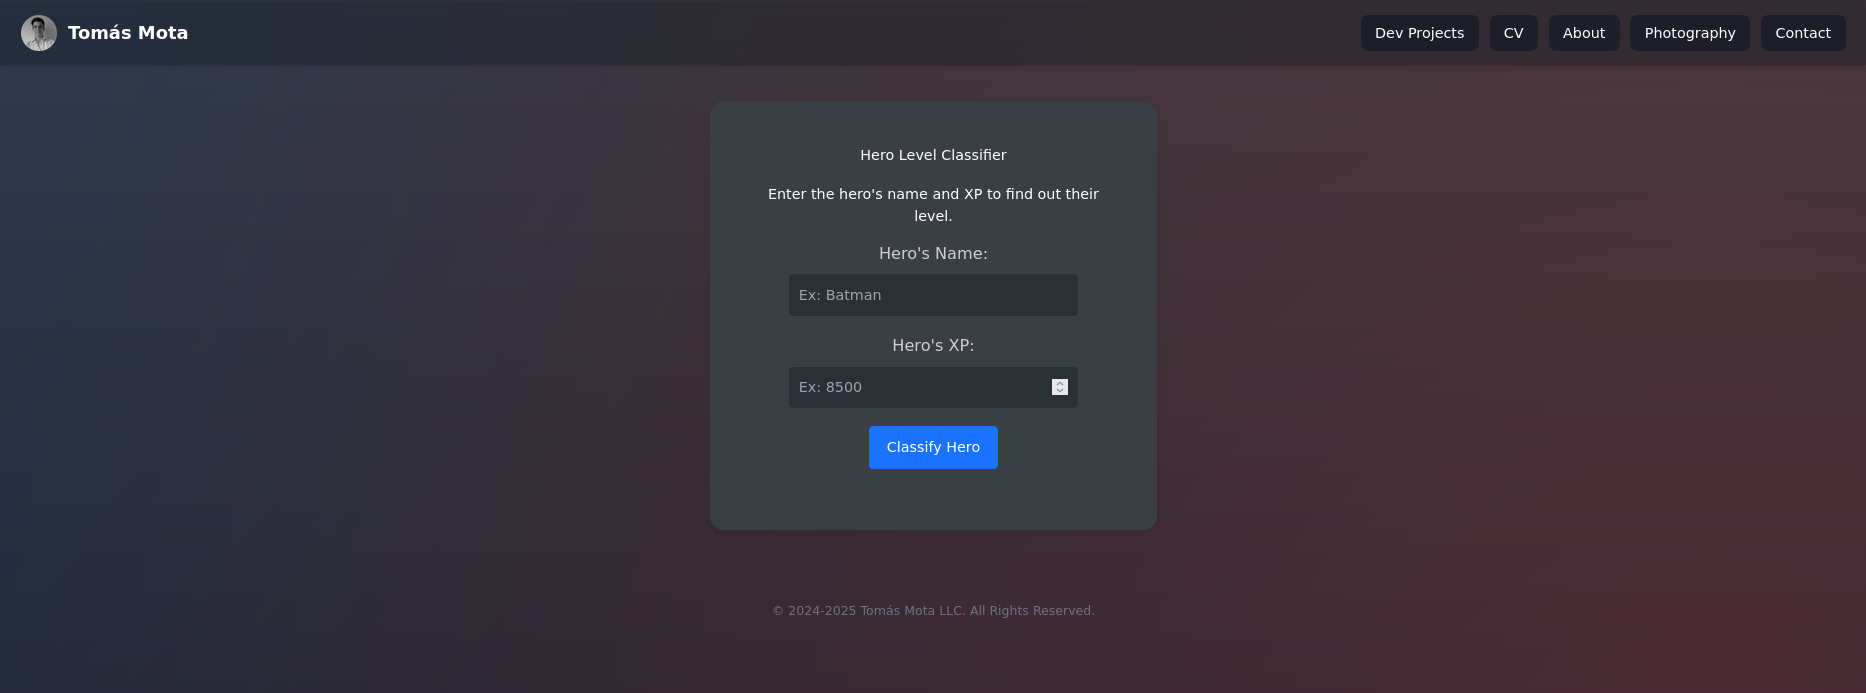 Tomás Mota
Dev Projects
CV
About
Photography
Contact
Hero Level Classifier
Enter the hero's name and XP to find out their
level.
Hero's Name:
Ex: Batman
Hero's XP:
Ex: 8500
Classify Hero
© 2024-2025 Tomás Mota LLC. All Rights Reserved.